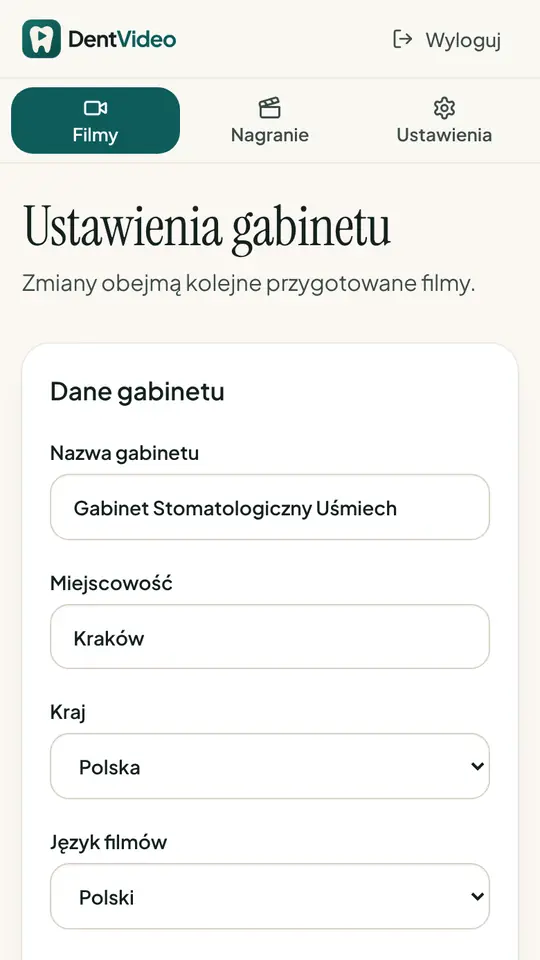 DentVideo
Wyloguj
Filmy
Nagranie
Ustawienia
Ustawienia gabinetu
Zmiany obejmą kolejne przygotowane filmy.
Dane gabinetu
Nazwa gabinetu
Gabinet Stomatologiczny Uśmiech
Miejscowość
Kraków
Kraj
Polska
Język filmów
Polski